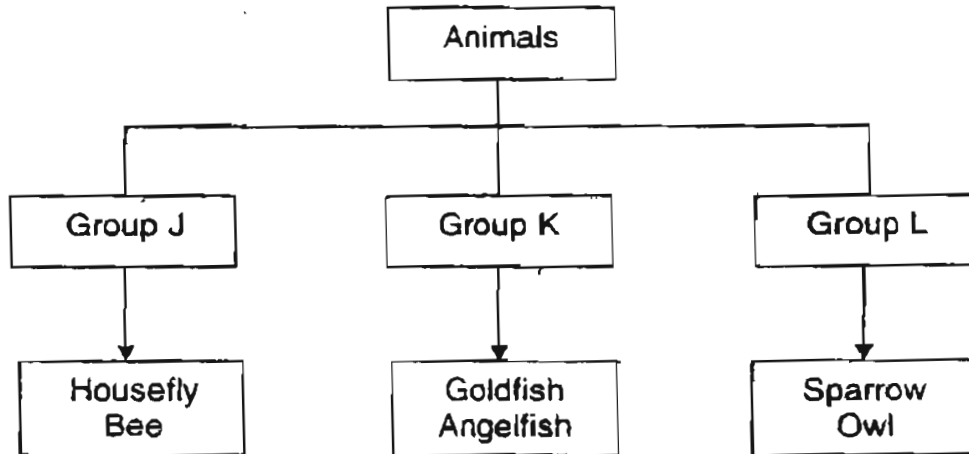 Animals
Group J
Group K
Group L
Housefly
Bee
Goldfish
Angelfish
Sparrow
Owl